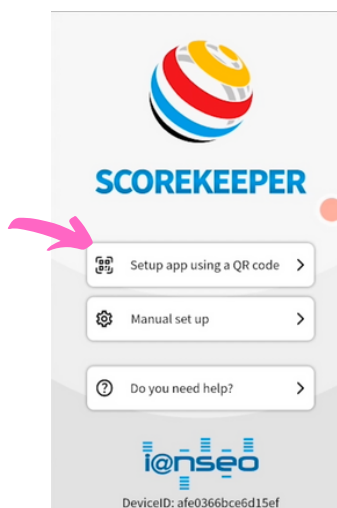 SCOREKEEPER
Setup app using a QR code
Manual set up
Do you need help?
i@nseo
DeviceID: afe0366bce6d15ef